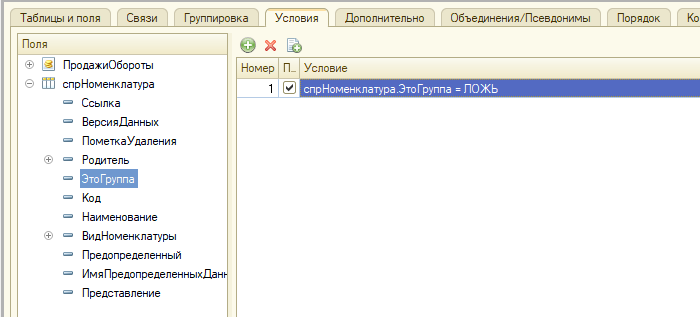 Таблицы и поля Связи Группировка Условия Дополнительно Объединения/Псевдонимы Порядок Ко
Поля
ПродажиОбороты
спрНоменклатура
Ссылка
ВерсияДанных
ПометкаУдаления
Родитель
ЭтоГруппа
Код
Наименование
ВидНоменклатуры
Предопределенный
ИмяПредопределенныхДанн
Представление
Номер П.. Условие
1 спрНоменклатура.ЭтоГруппа = ЛОЖЬ